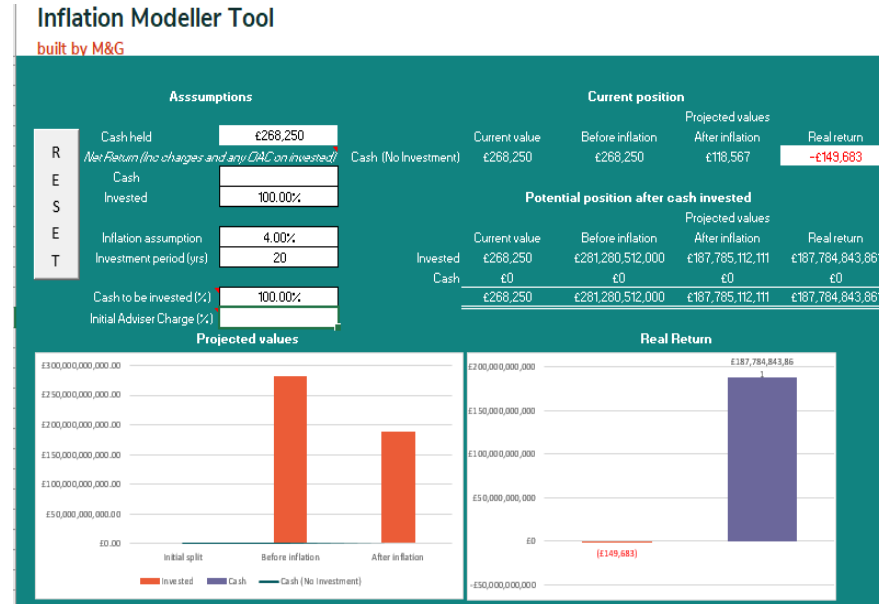 Inflation Modeller Tool
built by M&G
Asssumptions
Current position
Projected values
Cash held £268,250
Current value Before inflation After inflation Real return
Net Return (Inc charges and any OAC on invested)
Cash (No Investment) £268,250 £268,250 £118,567 -£149,683
RESET
Cash
Invested 100.00%
Potential position after cash invested
Projected values
Inflation assumption 4.00%
Current value Before inflation After inflation Real return
Investment period (yrs) 20
Invested £268,250 £281,280,512,000 £187,785,112,111 £187,784,843,861
Cash £0 £0 £0 £0
Cash to be invested (%) 100.00%
£268,250 £281,280,512,000 £187,785,112,111 £187,784,843,861
Initial Adviser Charge (%)
Projected values
£300,000,000,000.00
£250,000,000,000.00
£200,000,000,000.00
£150,000,000,000.00
£100,000,000,000.00
£50,000,000,000.00
£0.00
Initial split Before inflation After inflation
Invested Cash Cash (No Investment)
Real Return
£200,000,000,000
£150,000,000,000
£100,000,000,000
£50,000,000,000
£0
-£50,000,000,000
£187,784,843,86
1
(£149,683)